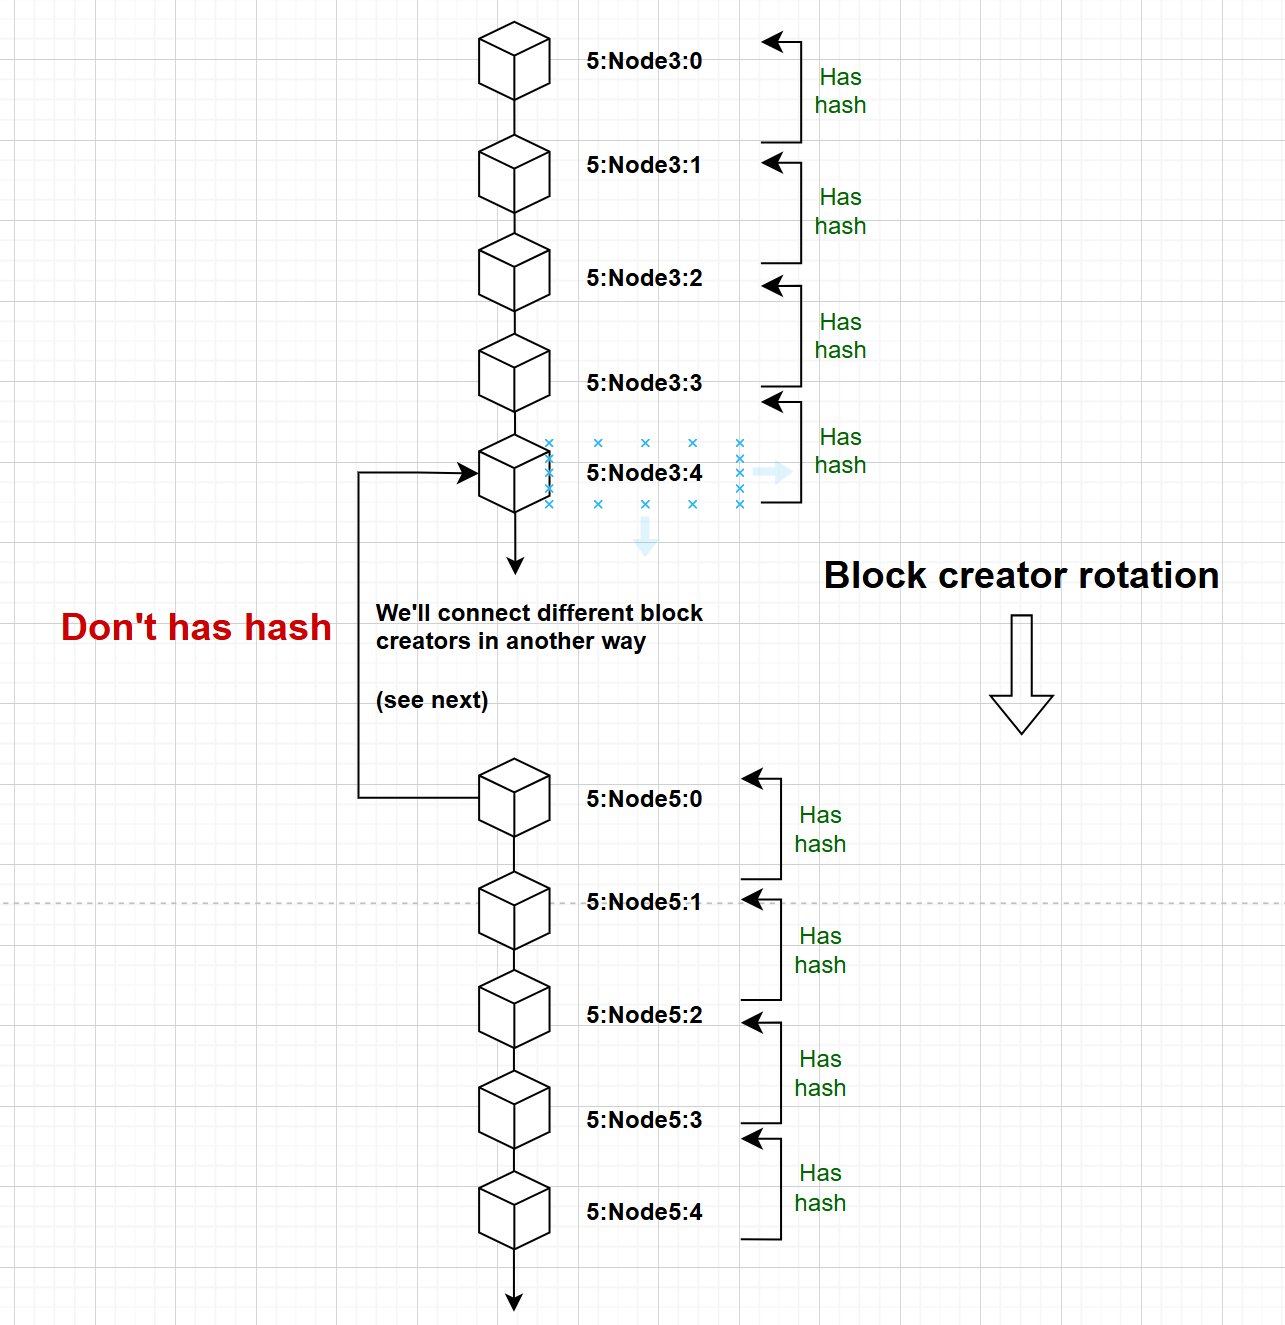 5:Node3:0
Has
hash
5:Node3:1
Has
hash
5:Node3:2
Has
hash
5:Node3:3
Has
hash
5:Node3:4
Block creator rotation
Don't has hash
We'll connect different block
creators in another way
(see next)
5:Node5:0
Has
hash
5:Node5:1
Has
hash
5:Node5:2
Has
hash
5:Node5:3
Has
hash
5:Node5:4